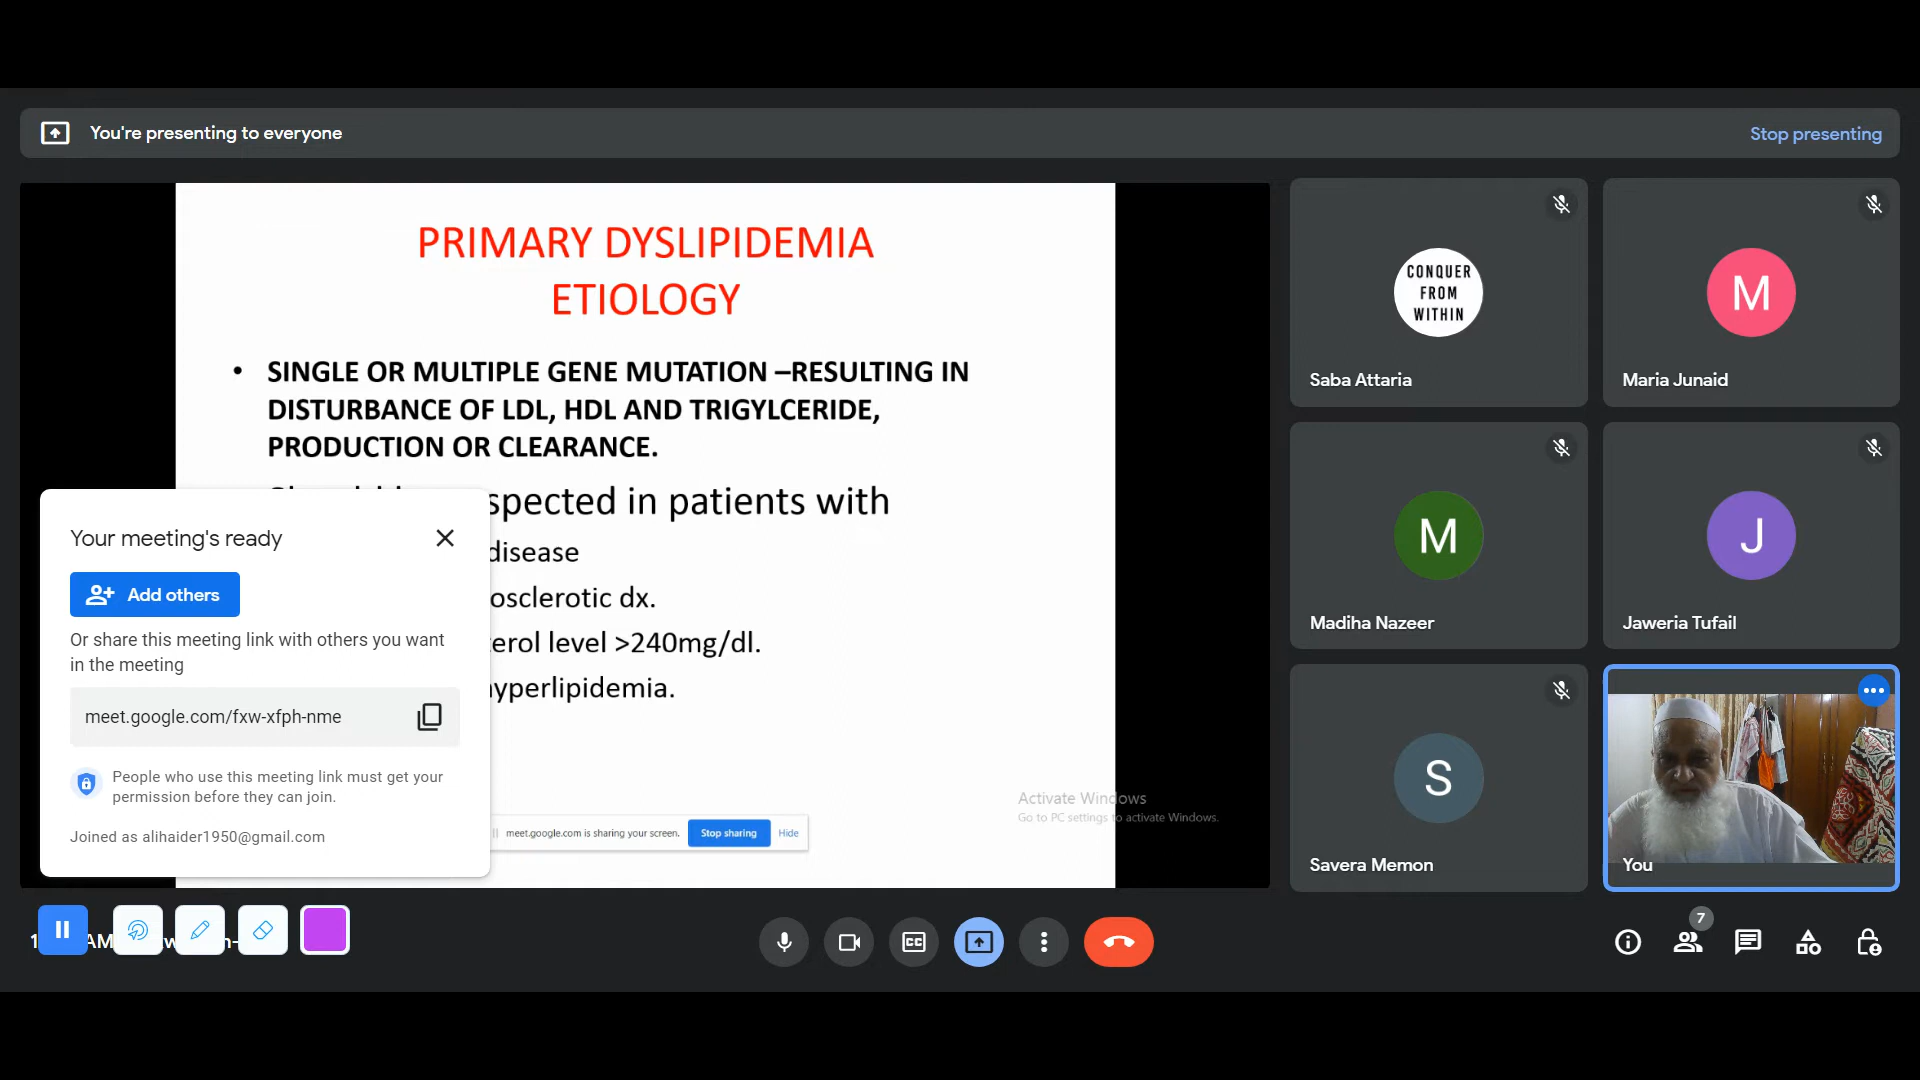 You're presenting to everyone
Stop presenting
PRIMARY DYSLIPIDEMIA
ETIOLOGY
• SINGLE OR MULTIPLE GENE MUTATION –RESULTING IN
DISTURBANCE OF LDL, HDL AND TRIGYLCERIDE,
PRODUCTION OR CLEARANCE.
spected in patients with
disease
osclerotic dx.
terol level >240mg/dl.
hyperlipidemia.
Your meeting's ready
Add others
Or share this meeting link with others you want
in the meeting
meet.google.com/fxw-xfph-nme
People who use this meeting link must get your
permission before they can join.
Joined as alihaider1950@gmail.com
meet.google.com is sharing your screen. Stop sharing Hide
Activate Windows
Go to PC settings to activate Windows.
CONQUER
FROM
WITHIN
Saba Attaria
M
Maria Junaid
M
Madiha Nazeer
J
Jaweria Tufail
S
Savera Memon
You
AM
CC
7